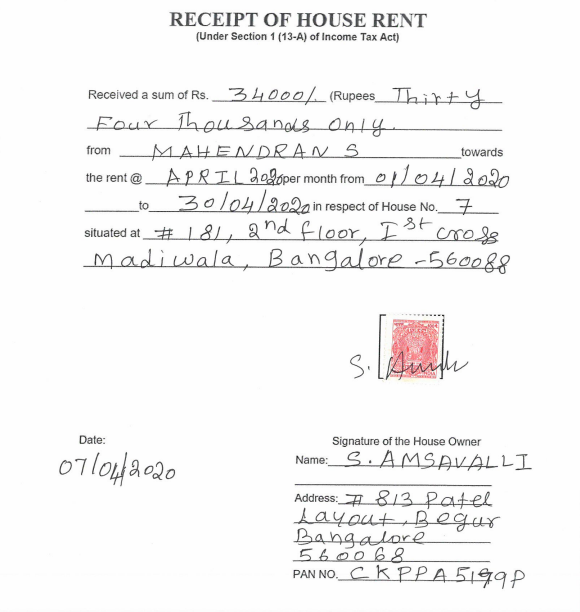 RECEIPT OF HOUSE RENT
(Under Section 1 (13-A) of Income Tax Act)
Received a sum of Rs. 34000/. (Rupees Thirty
Four Thousands Only.
from MAHENDRAN S towards
the rent @ APRIL 2020 per month from 01/04/2020
to 30/04/2020 in respect of House No. 7
situated at # 181, 2nd floor, Ist cross
Madiwala, Bangalore -560088
S.
Date:
07/04/2020
Signature of the House Owner
Name: S. AMSAVALLI
Address: # 813 Patel
Layout, Begur
Bangalore
560068
PAN NO. CKPPA5199P